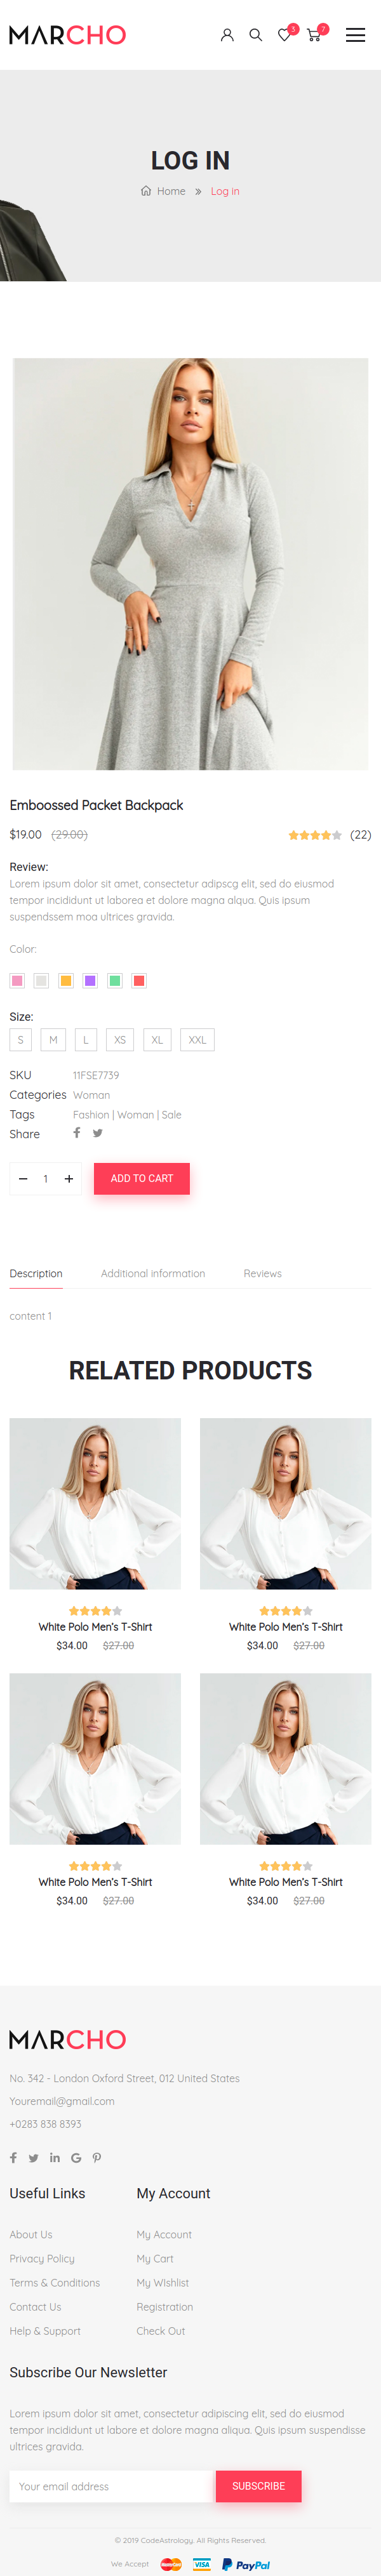 MARCHO
3
7
LOG IN
Home » Log in
Emboossed Packet Backpack
$19.00 (29.00) (22)
Review:
Lorem ipsum dolor sit amet, consectetur adipscg elit, sed do eiusmod
tempor incididunt ut laborea et dolore magna alqua. Quis ipsum
suspendssem moa ultrices gravida.
Color:
Size:
S M L XS XL XXL
SKU 11FSE7739
Categories Woman
Tags Fashion | Woman | Sale
Share
− 1 + ADD TO CART
Description Additional information Reviews
content 1
RELATED PRODUCTS
White Polo Men's T-Shirt White Polo Men's T-Shirt
$34.00 $27.00 $34.00 $27.00
White Polo Men's T-Shirt White Polo Men's T-Shirt
$34.00 $27.00 $34.00 $27.00
MARCHO
No. 342 - London Oxford Street, 012 United States
Youremail@gmail.com
+0283 838 8393
Useful Links My Account
About Us My Account
Privacy Policy My Cart
Terms & Conditions My WIshlist
Contact Us Registration
Help & Support Check Out
Subscribe Our Newsletter
Lorem ipsum dolor sit amet, consectetur adipiscing elit, sed do eiusmod
tempor incididunt ut labore et dolore magna aliqua. Quis ipsum suspendisse
ultrices gravida.
Your email address SUBSCRIBE
© 2019 CodeAstrology. All Rights Reserved.
We Accept MasterCard VISA PayPal